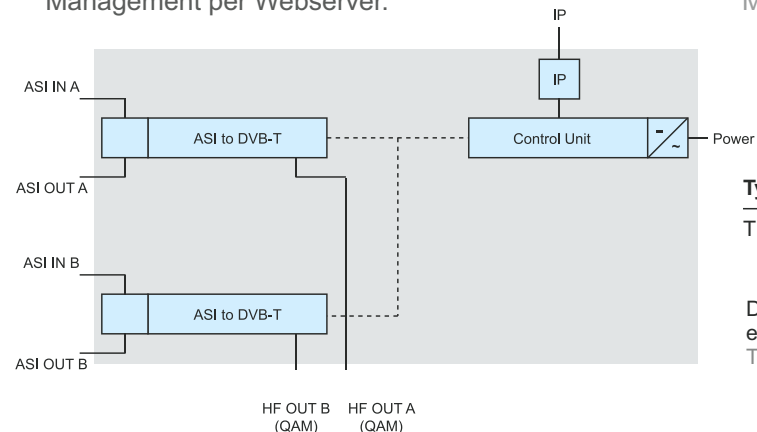 Management per Webserver.
IP
IP
ASI IN A
ASI to DVB-T
Control Unit
-
~
Power
ASI OUT A
ASI IN B
ASI to DVB-T
ASI OUT B
HF OUT B
(QAM)
HF OUT A
(QAM)